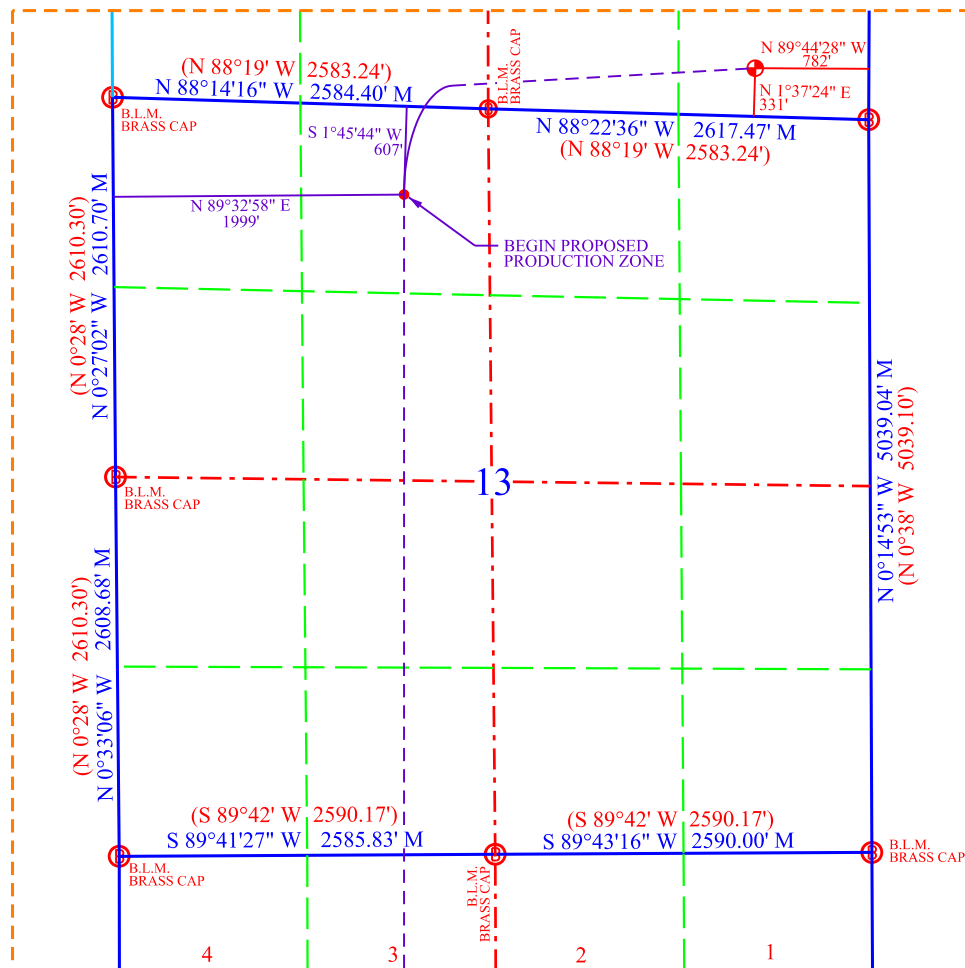 N 89°44'28" W
782'
N 1°37'24" E
331'
(N 88°19' W 2583.24')
N 88°14'16" W 2584.40' M
B.L.M.
BRASS CAP
B.L.M.
BRASS CAP
S 1°45'44" W
607'
N 88°22'36" W 2617.47' M
(N 88°19' W 2583.24')
N 89°32'58" E
1999'
BEGIN PROPOSED
PRODUCTION ZONE
(N 0°28' W 2610.30')
N 0°27'02" W 2610.70' M
B.L.M.
BRASS CAP
13
N 0°14'53" W 5039.04' M
(N 0°38' W 5039.10')
(N 0°28' W 2610.30')
N 0°33'06" W 2608.68' M
(S 89°42' W 2590.17')
S 89°41'27" W 2585.83' M
(S 89°42' W 2590.17')
S 89°43'16" W 2590.00' M
B.L.M.
BRASS CAP
B.L.M.
BRASS CAP
B.L.M.
BRASS CAP
4
3
2
1